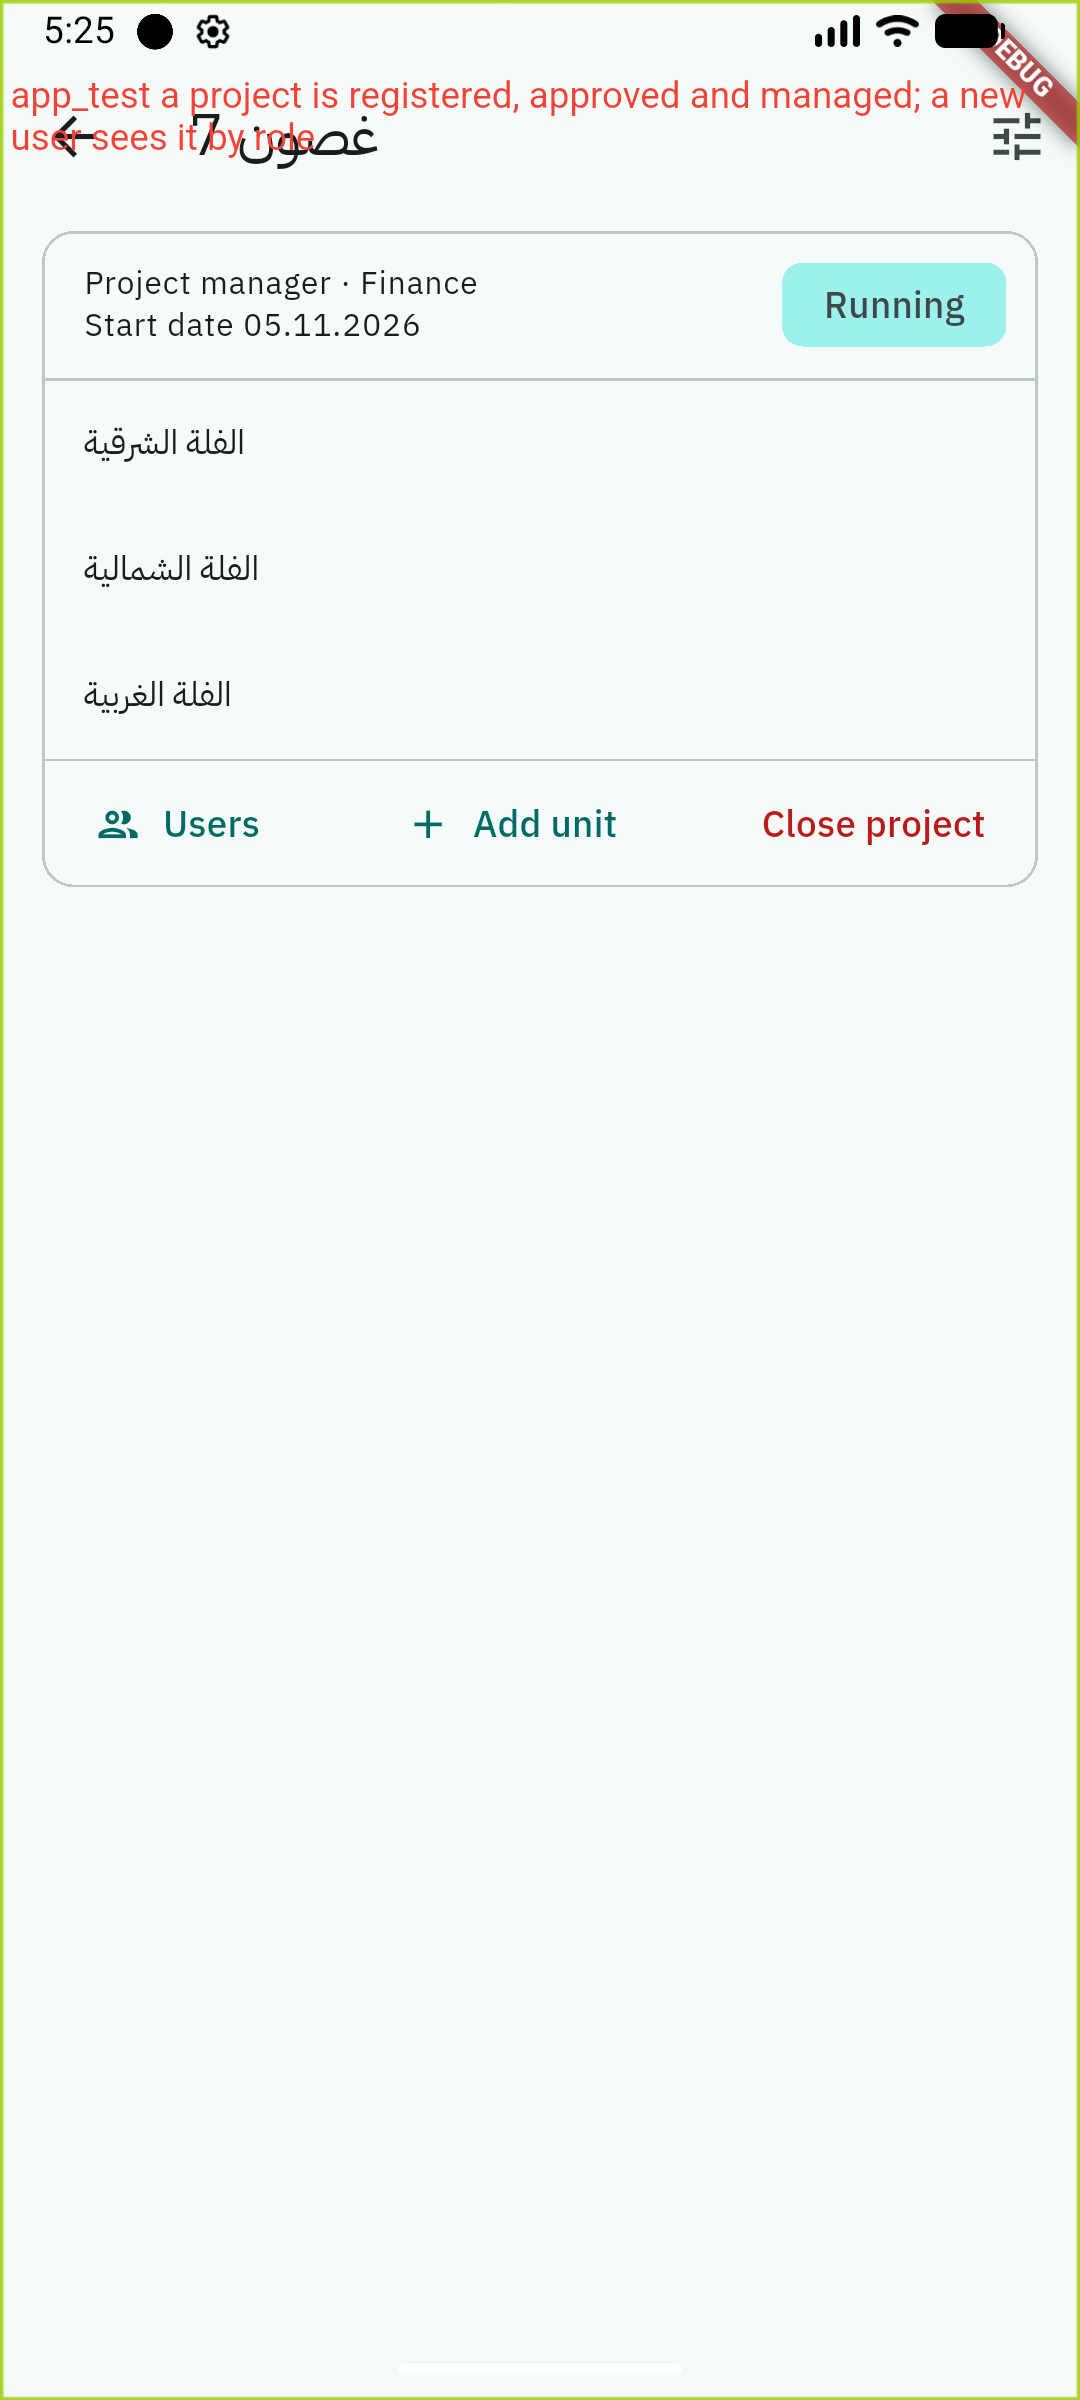 5:25
EBUG
app_test a project is registered, approved and managed; a new
user sees it by role
غصون 7
Project manager · Finance
Start date 05.11.2026
Running
الفلة الشرقية
الفلة الشمالية
الفلة الغربية
Users
Add unit
Close project